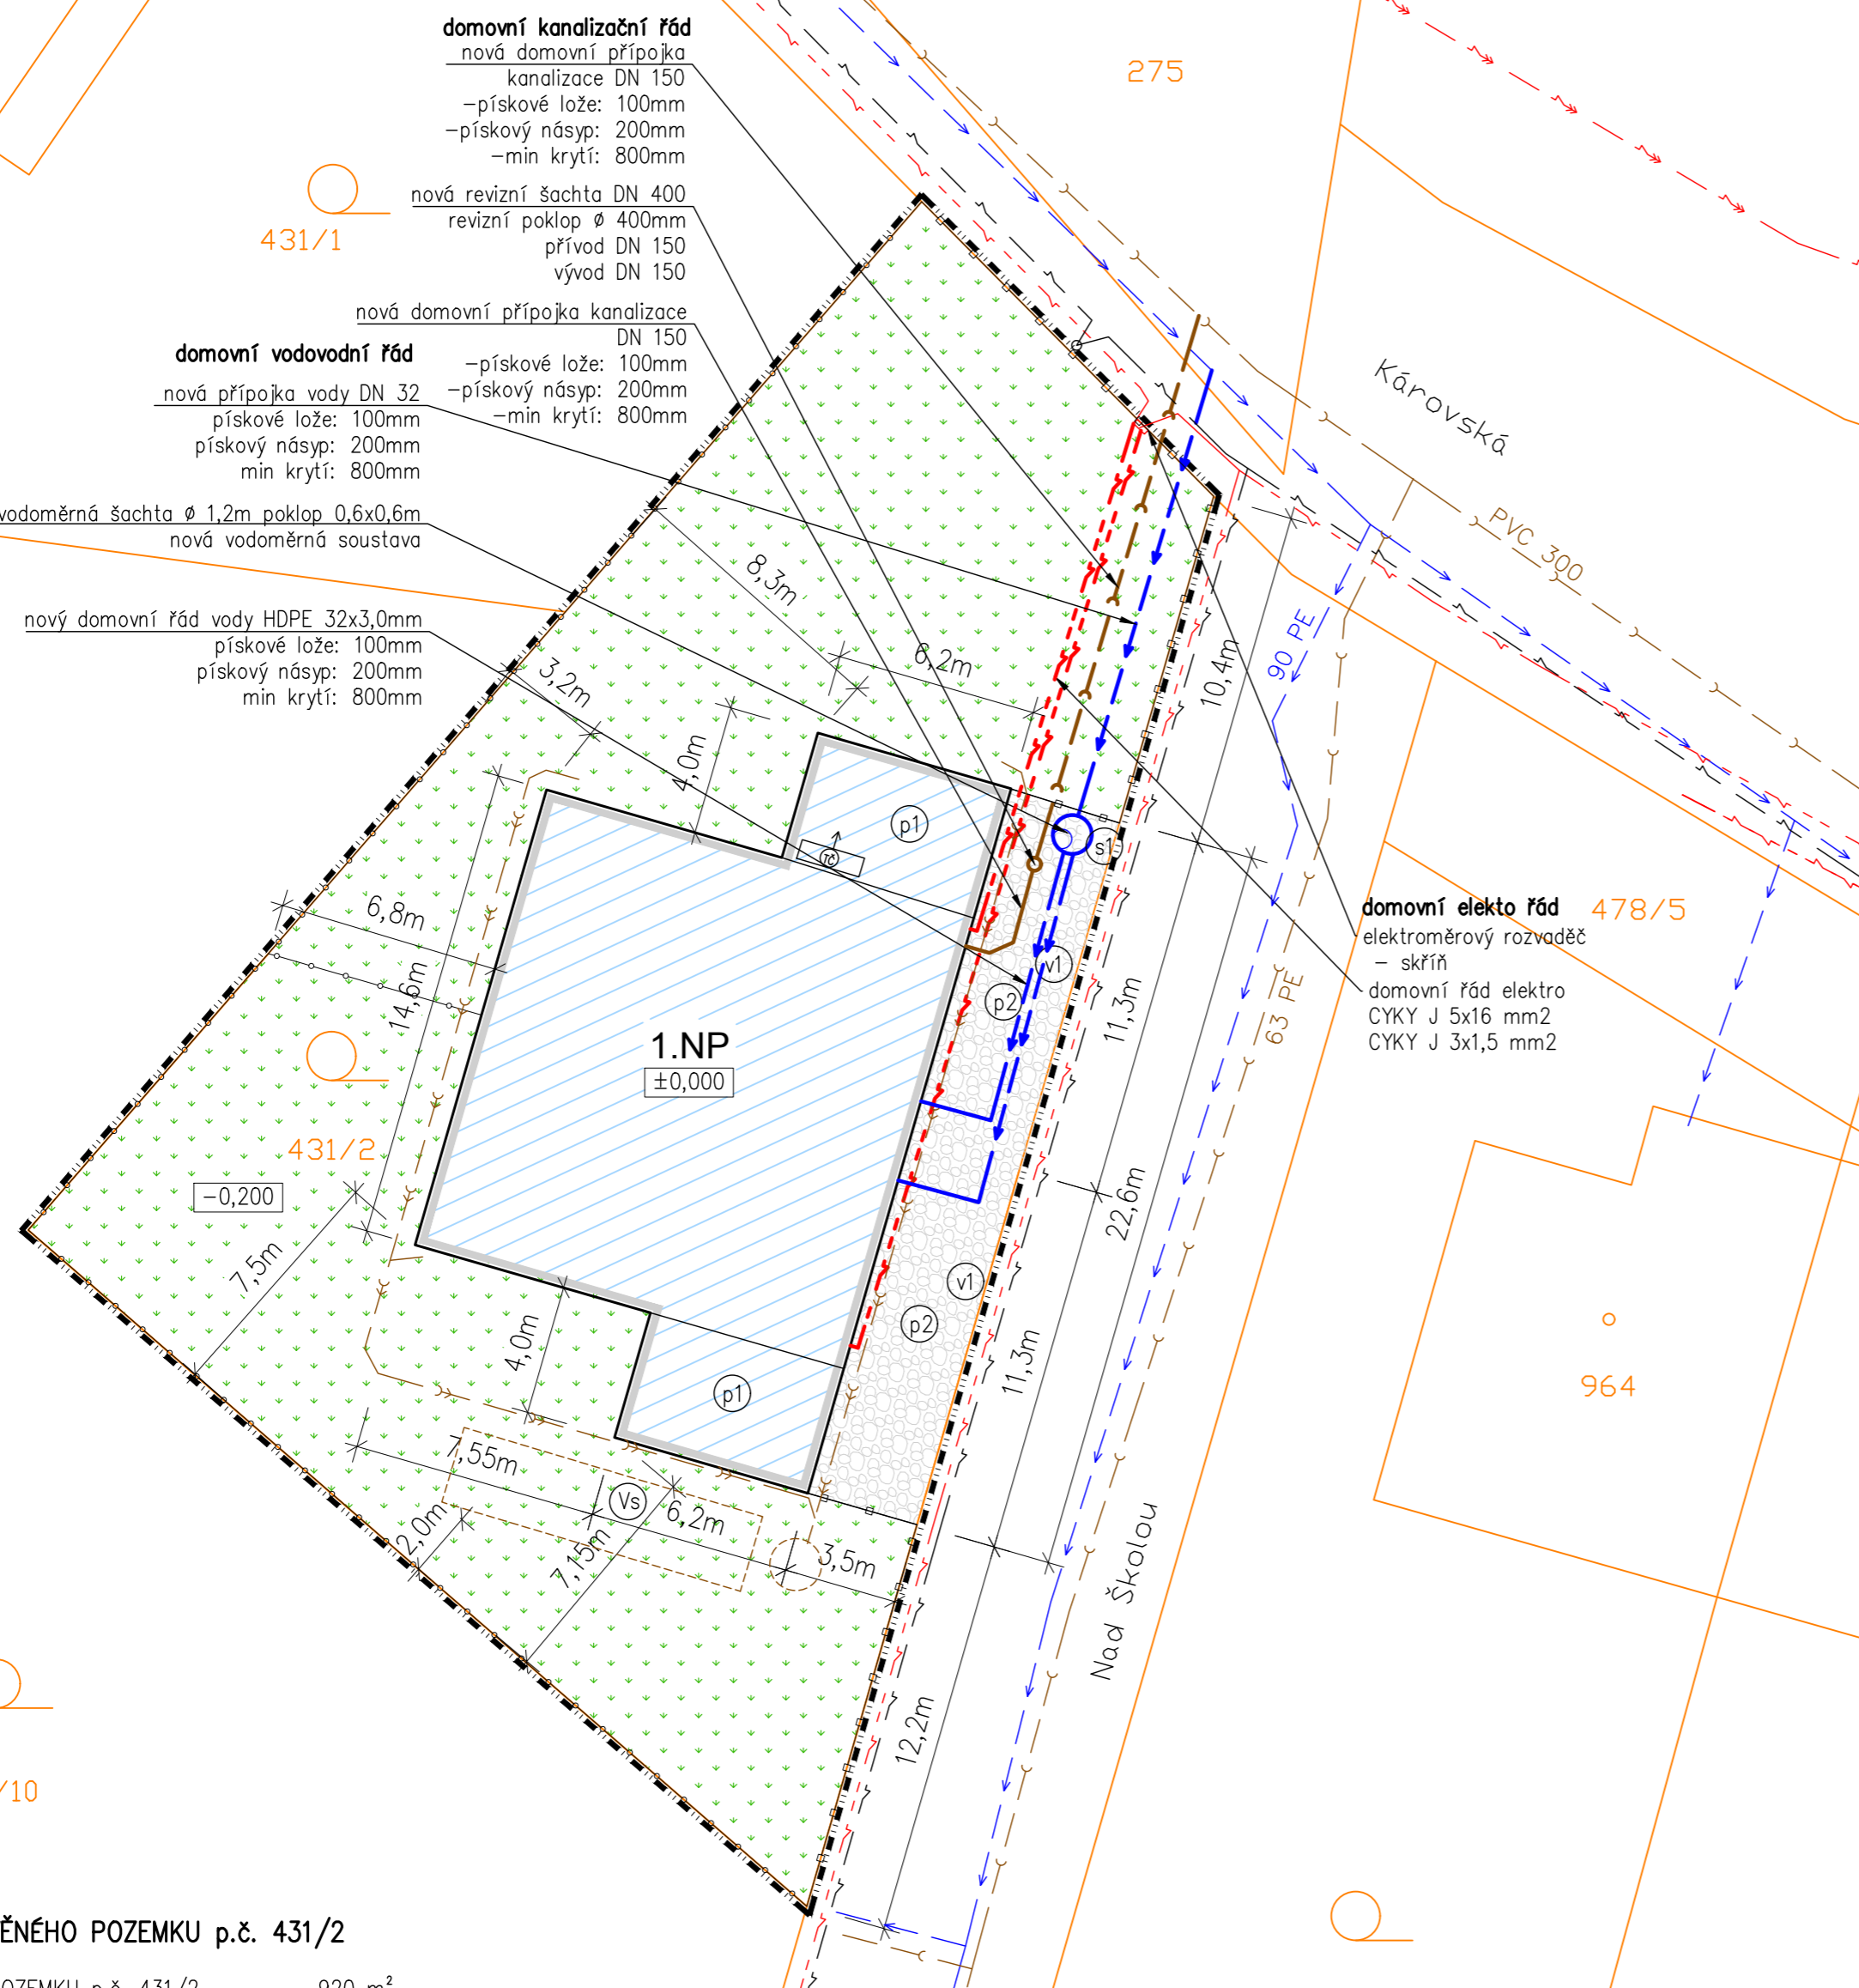 domovní kanalizační řád
nová domovní přípojka
kanalizace DN 150
-pískové lože: 100mm
-pískový násyp: 200mm
-min krytí: 800mm
nová revizní šachta DN 400
revizní poklop ø 400mm
přívod DN 150
vývod DN 150
nová domovní přípojka kanalizace
DN 150
-pískové lože: 100mm
-pískový násyp: 200mm
-min krytí: 800mm
domovní vodovodní řád
nová přípojka vody DN 32
pískové lože: 100mm
pískový násyp: 200mm
min krytí: 800mm
vodoměrná šachta ø 1,2m poklop 0,6x0,6m
nová vodoměrná soustava
nový domovní řád vody HDPE 32x3,0mm
pískové lože: 100mm
pískový násyp: 200mm
min krytí: 800mm
275
431/1
Károvská
PVC 300
90 PE
63 PE
8,3m
6,2m
3,2m
4,0m
10,4m
p1
TČ
s1
domovní elekto řád
elektroměrový rozvaděč
- skříň
domovní řád elektro
CYKY J 5x16 mm2
CYKY J 3x1,5 mm2
478/5
6,8m
14,6m
v1
p2
11,3m
1.NP
±0,000
431/2
-0,200
22,6m
7,5m
4,0m
v1
p2
11,3m
p1
964
7,55m
Vs
6,2m
2,0m
7,15m
3,5m
Nad Školou
12,2m
/10
ĚNÉHO POZEMKU p.č. 431/2
OZEMKU p.č. 431/2 920 m²